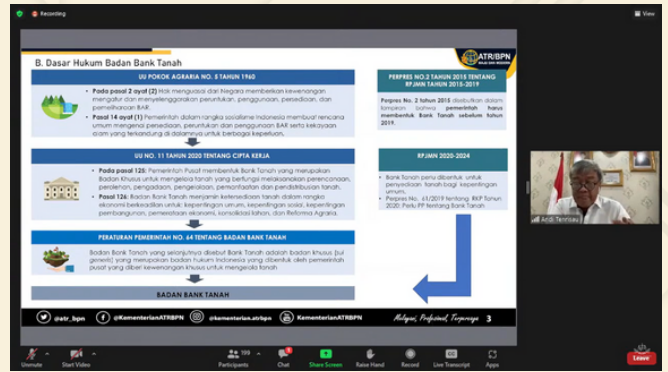 Recording
View
ATR/BPN
B. Dasar Hukum Badan Bank Tanah
UU POKOK AGRARIA NO. 5 TAHUN 1960
• Pada pasal 2 ayat (2) Hak menguasai dari Negara memberikan kewenangan
mengatur dan menyelenggarakan peruntukan, penggunaan, persediaan, dan
pemeliharaan BAR.
• Pasal 14 ayat (1) Pemerintah dalam rangka sosialisme Indonesia membuat rencana
umum mengenai persediaan, peruntukan dan penggunaan BAR serta kekayaan
alam yang terkandung di dalamnya untuk berbagai keperluan.
UU NO. 11 TAHUN 2020 TENTANG CIPTA KERJA
• Pada pasal 125: Pemerintah Pusat membentuk Bank Tanah yang merupakan
Badan Khusus untuk mengelola tanah yang berfungsi melaksanakan perencanaan,
perolehan, pengadaan, pengelolaan, pemanfaatan dan pendistribusian tanah.
• Pasal 126: Badan Bank Tanah menjamin ketersediaan tanah dalam rangka
ekonomi berkeadilan untuk: kepentingan umum, kepentingan sosial, kepentingan
pembangunan, pemerataan ekonomi, konsolidasi lahan, dan Reforma Agraria.
PERATURAN PEMERINTAH NO. 64 TENTANG BADAN BANK TANAH
Badan Bank Tanah yang selanjutnya disebut Bank Tanah adalah badan khusus (sui
generis) yang merupakan badan hukum Indonesia yang dibentuk oleh pemerintah
pusat yang diberi kewenangan khusus untuk mengelola tanah
BADAN BANK TANAH
PERPRES NO.2 TAHUN 2015 TENTANG
RPJMN TAHUN 2015-2019
Perpres No. 2 tahun 2015 disebutkan dalam
lampiran bahwa pemerintah harus
membentuk Bank Tanah sebelum tahun
2019.
RPJMN 2020-2024
• Bank Tanah perlu dibentuk untuk
penyediaan tanah bagi kepentingan
umum.
• Perpres No. 61/2019 tentang RKP Tahun
2020: Perlu PP tentang Bank Tanah
@atr_bpn
@KementerianATRBPN
@kementerian.atrbpn
KementerianATRBPN
Melayani, Profesional, Terpercaya
3
Andi Tenrisau
Unmute
Start Video
Participants
199
Chat
Share Screen
Raise Hand
Record
Live Transcript
Apps
Leave